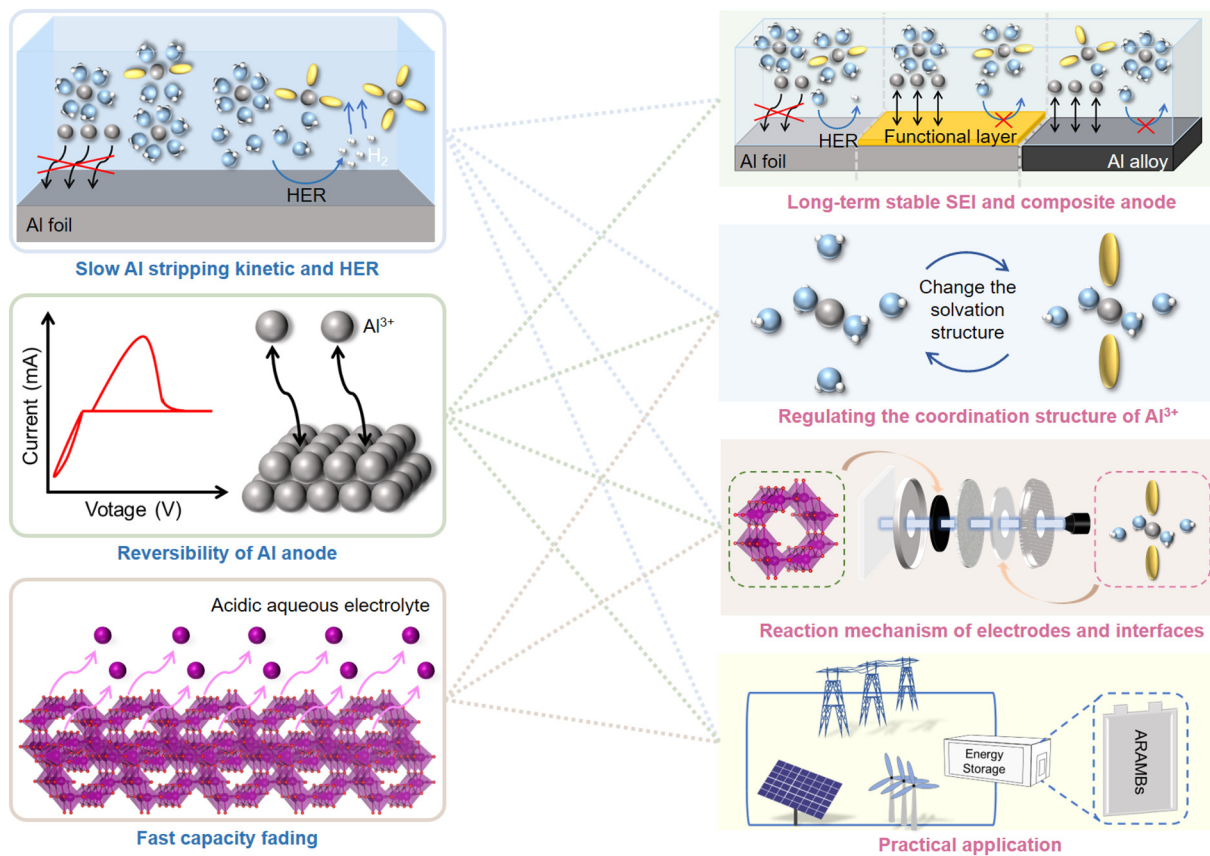 H₂
HER
Al foil
Slow Al stripping kinetic and HER
Current (mA)
Votage (V)
Al³⁺
Reversibility of Al anode
Acidic aqueous electrolyte
Fast capacity fading
HER
Functional layer
Al foil
Al alloy
Long-term stable SEI and composite anode
Change the
solvation
structure
Regulating the coordination structure of Al³⁺
Reaction mechanism of electrodes and interfaces
Energy
Storage
ARAMBs
Practical application